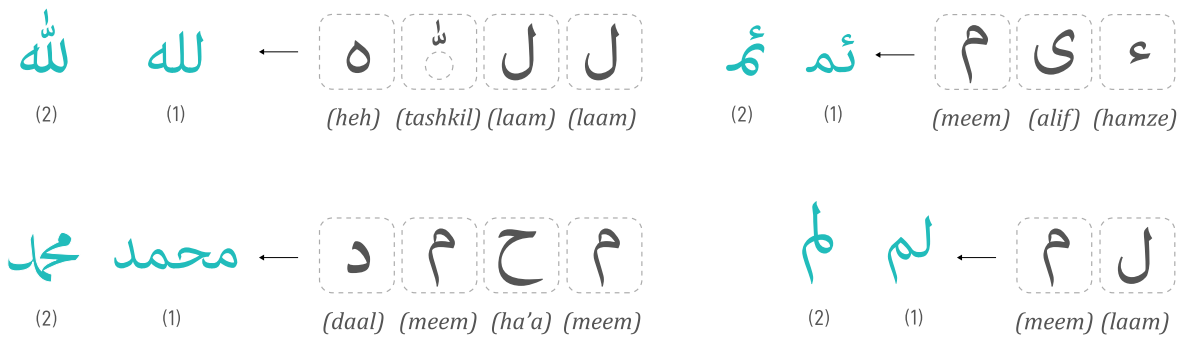 لله لله ← ه ّٰ ل ل
(2) (1) (heh) (tashkil) (laam) (laam)
ئم ئم ← م ى ء
(2) (1) (meem) (alif) (hamze)
محمد محمد ← د م ح م
(2) (1) (daal) (meem) (ha’a) (meem)
لم لم ← م ل
(2) (1) (meem) (laam)